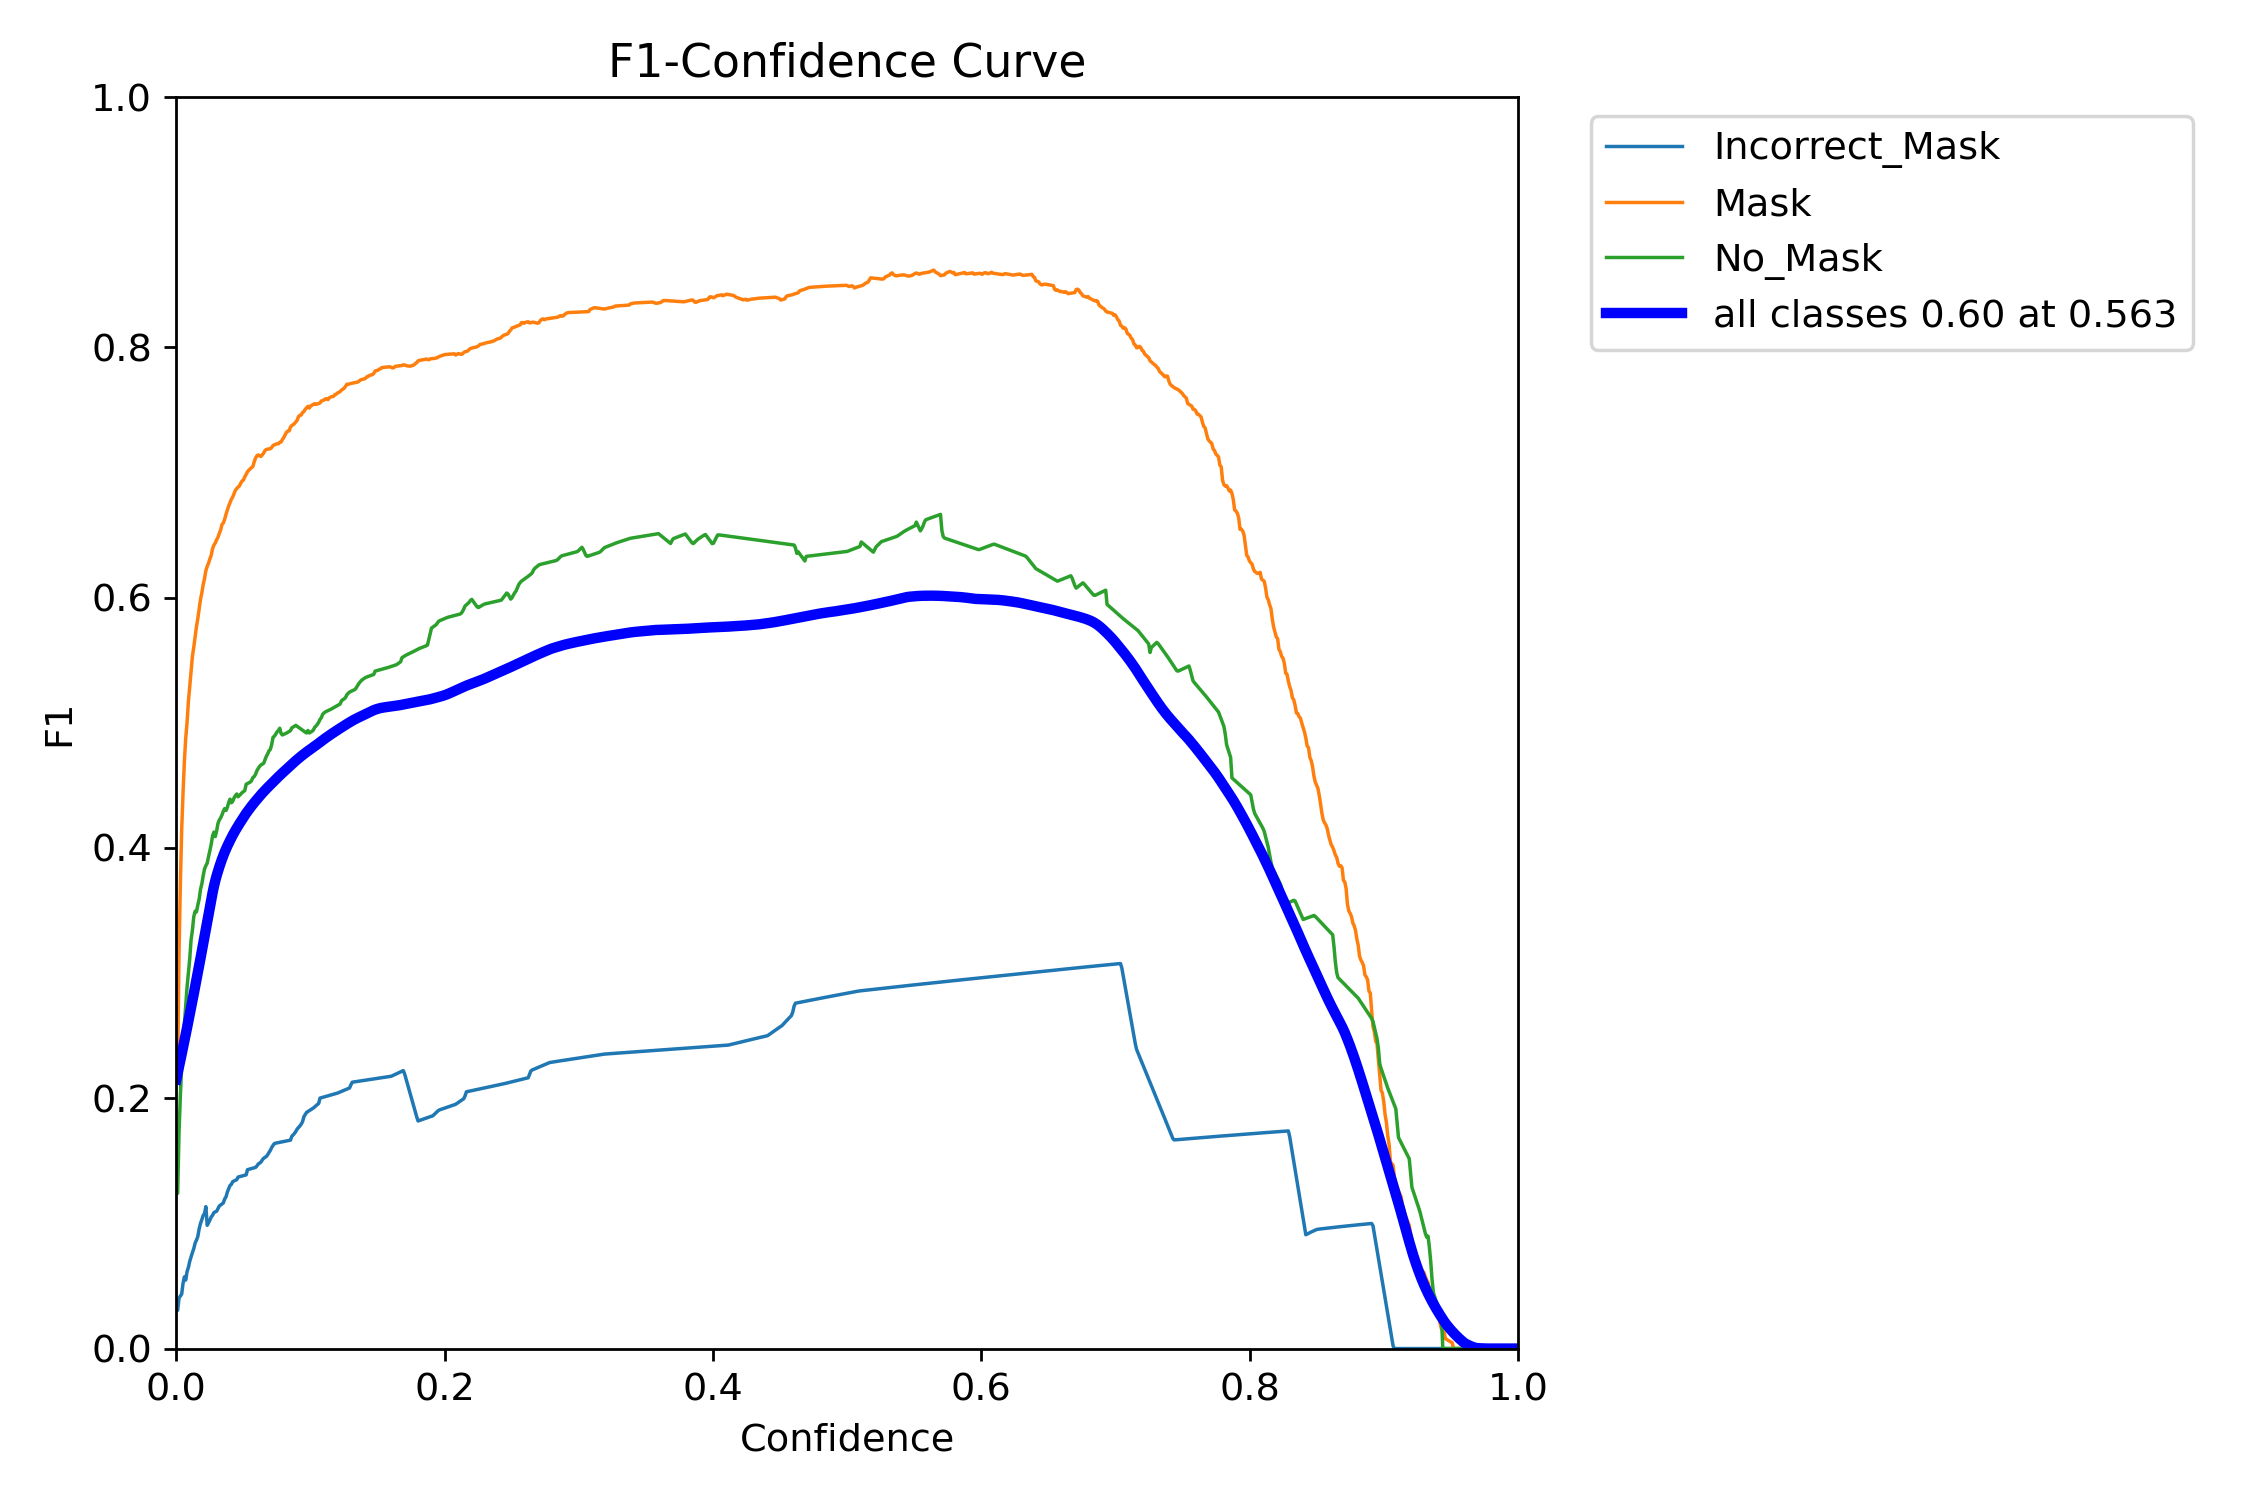 F1-Confidence Curve
1.0
0.8
0.6
0.4
0.2
0.0
F1
0.0 0.2 0.4 0.6 0.8 1.0
Confidence
Incorrect_Mask
Mask
No_Mask
all classes 0.60 at 0.563